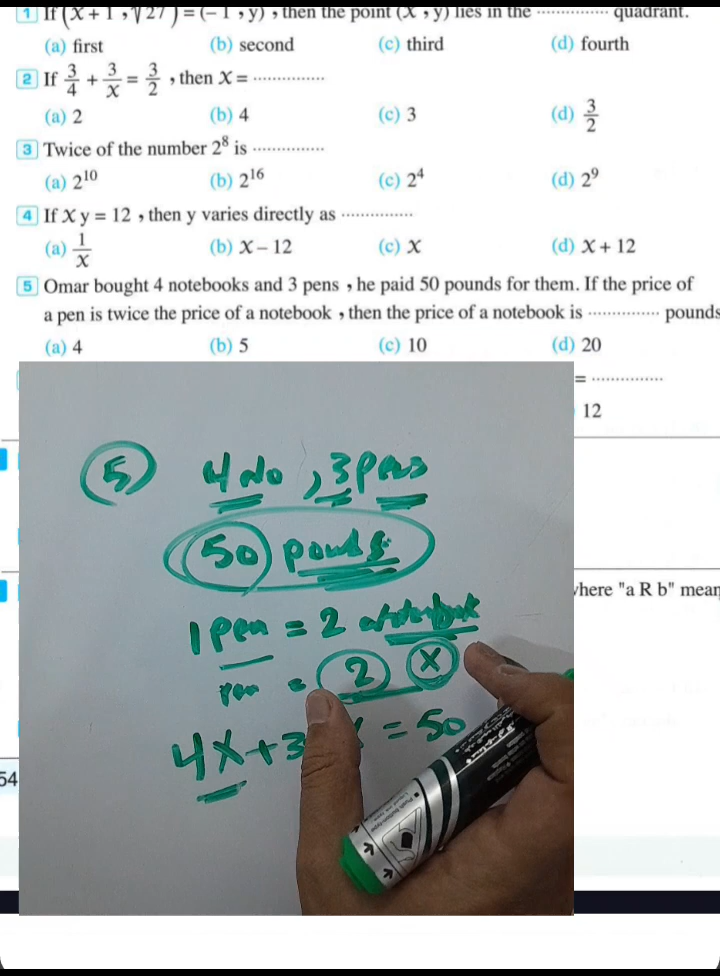 1 If (X + 1 , √27) = (– 1 , y) , then the point (X , y) lies in the ............... quadrant.
(a) first (b) second (c) third (d) fourth
2 If 3/4 + 3/X = 3/2 , then X = ...............
(a) 2 (b) 4 (c) 3 (d) 3/2
3 Twice of the number 2⁸ is ...............
(a) 2¹⁰ (b) 2¹⁶ (c) 2⁴ (d) 2⁹
4 If X y = 12 , then y varies directly as ...............
(a) 1/X (b) X – 12 (c) X (d) X + 12
5 Omar bought 4 notebooks and 3 pens , he paid 50 pounds for them. If the price of
a pen is twice the price of a notebook , then the price of a notebook is ............... pounds
(a) 4 (b) 5 (c) 10 (d) 20
= ...............
12
5 4 No , 3 pens
50 pounds
1 pen = 2
pen = 2 X
4X + 3 = 50
here "a R b" mean
54